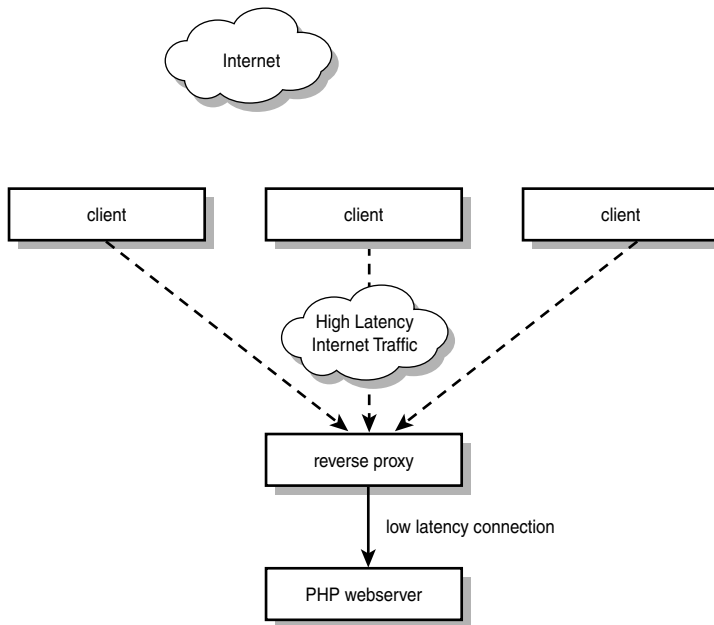 Internet
client
client
client
High Latency
Internet Traffic
reverse proxy
low latency connection
PHP webserver